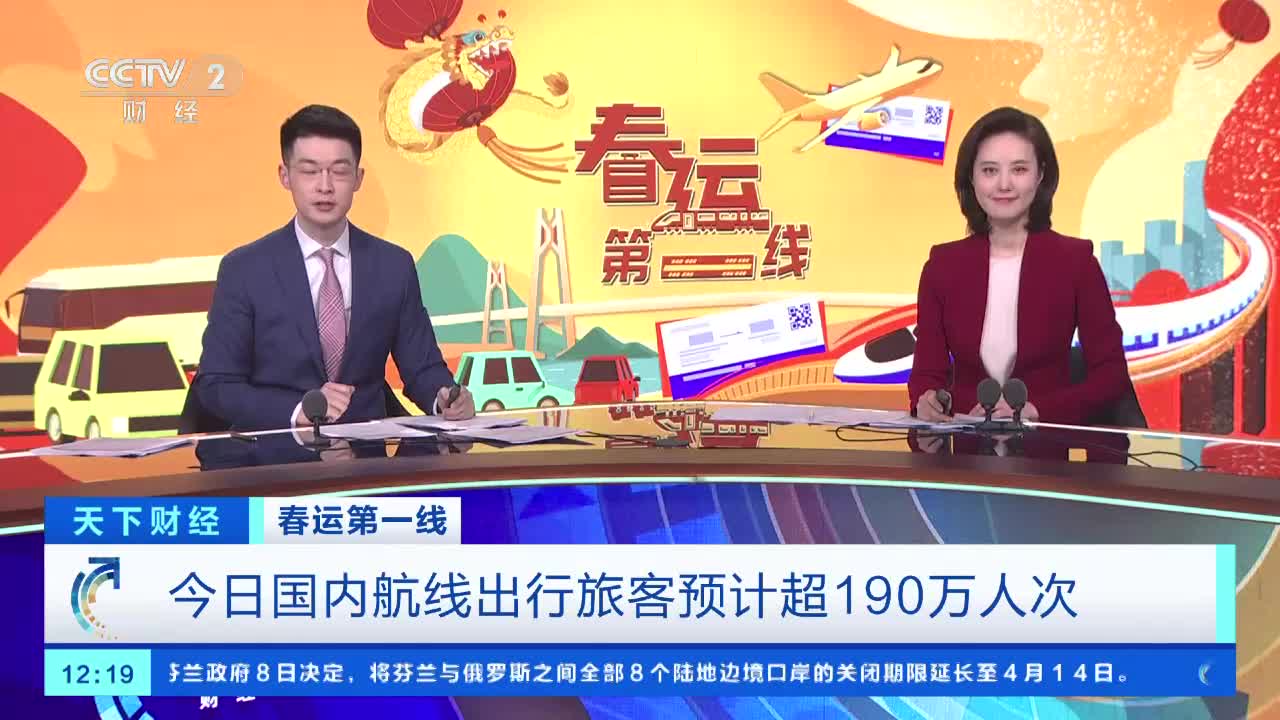 CCTV 2
财 经
春运
第一线
天下财经
春运第一线
今日国内航线出行旅客预计超190万人次
12:19
芬兰政府8日决定，将芬兰与俄罗斯之间全部8个陆地边境口岸的关闭期限延长至4月14日。
财 经